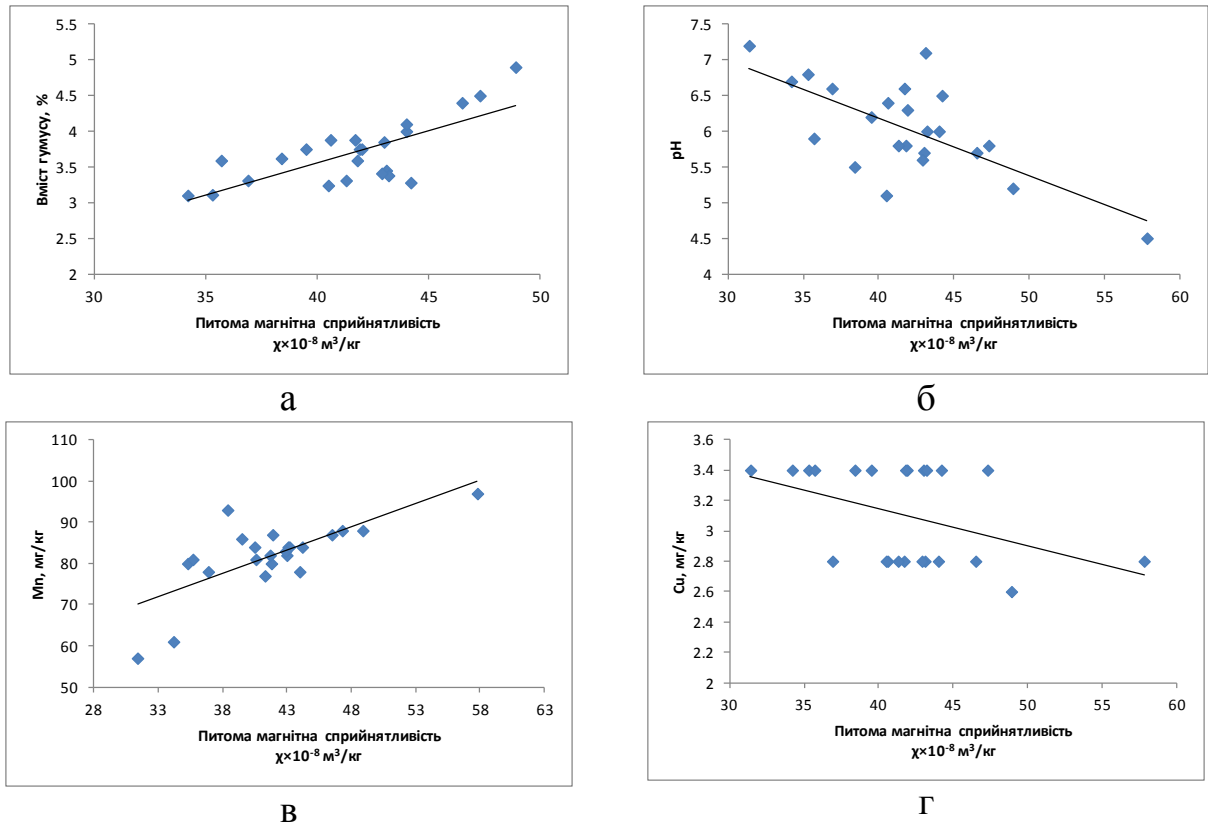 5.5
5
4.5
4
3.5
3
2.5
2
Вміст гумусу, %
30 35 40 45 50
Питома магнітна сприйнятливість
χ×10⁻⁸ м³/кг
а
7.5
7
6.5
6
5.5
5
4.5
4
pH
30 35 40 45 50 55 60
Питома магнітна сприйнятливість
χ×10⁻⁸ м³/кг
б
110
100
90
80
70
60
50
Mn, мг/кг
28 33 38 43 48 53 58 63
Питома магнітна сприйнятливість
χ×10⁻⁸ м³/кг
в
3.6
3.4
3.2
3
2.8
2.6
2.4
2.2
2
Cu, мг/кг
30 35 40 45 50 55 60
Питома магнітна сприйнятливість
χ×10⁻⁸ м³/кг
г